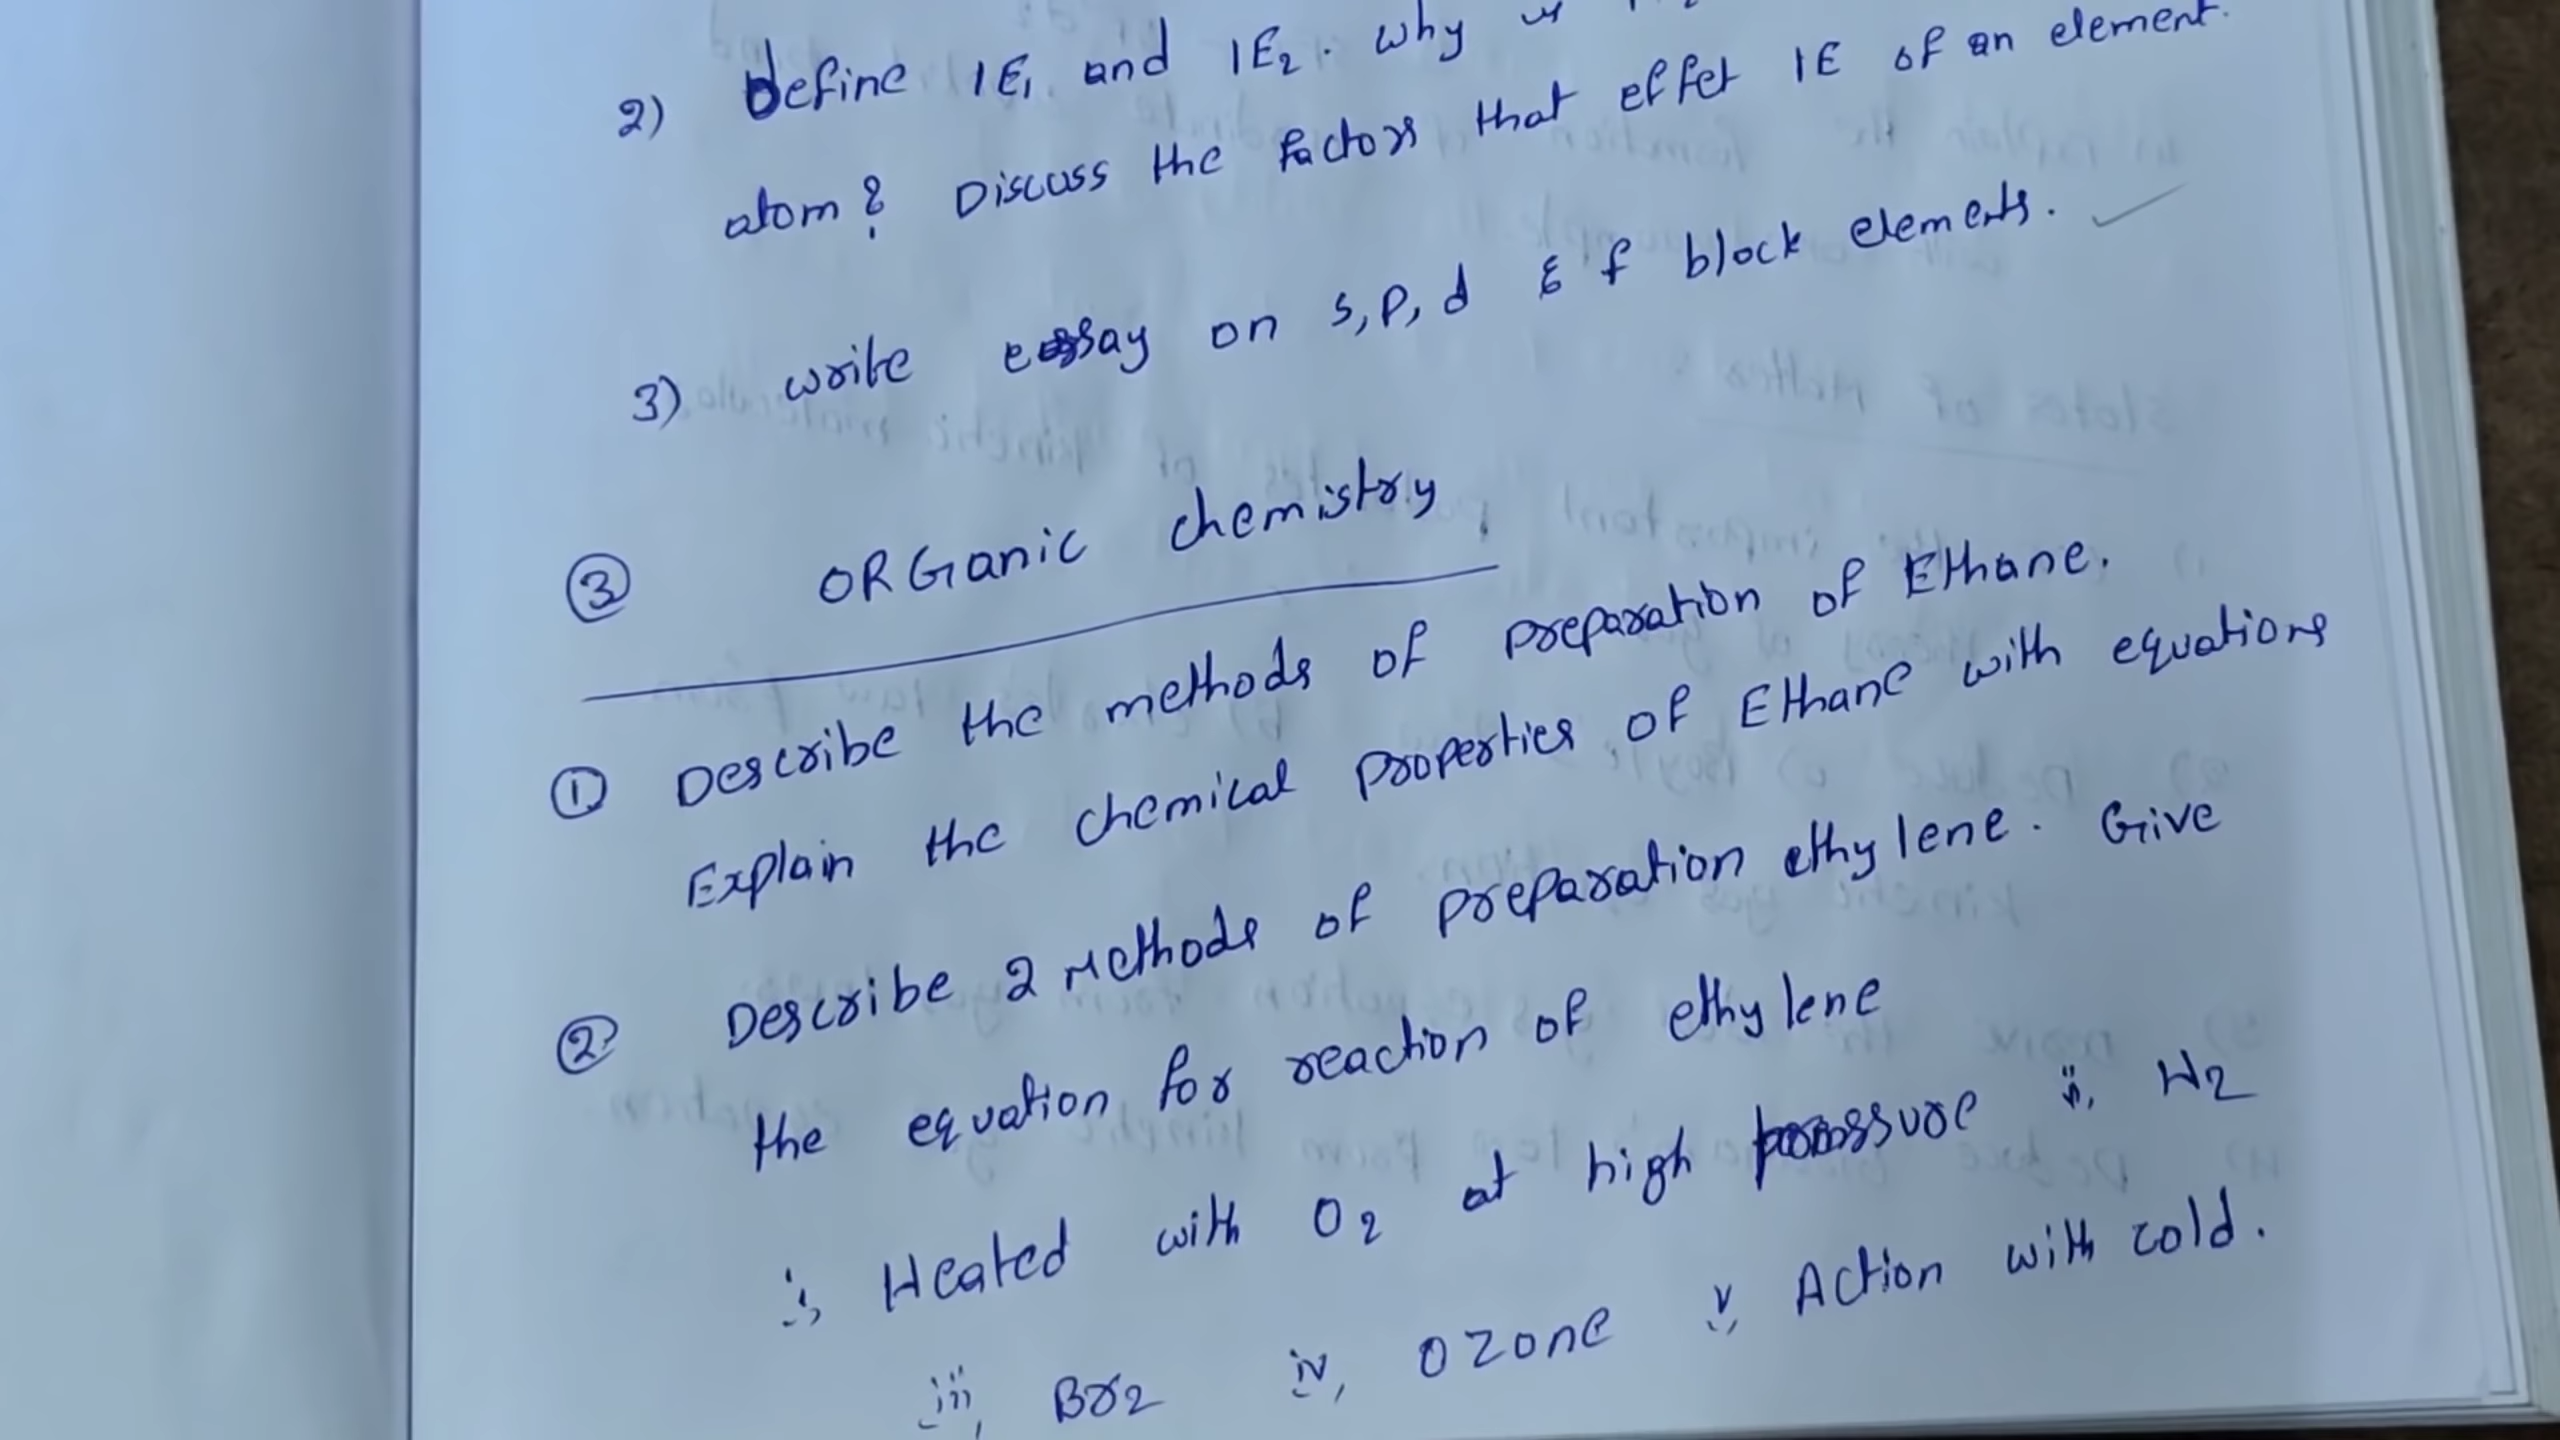 2) Define IE₁ and IE₂. Why is
atom? Discuss the factors that effet IE of an element.
3) write essay on s, p, d & f block elements.
③ ORGanic chemistry
① Describe the methods of preparation of Ethane.
Explain the chemical properties of Ethane with equations
② Describe 2 Methods of preparation ethylene. Give
the equation for reaction of ethylene
i, Heated with O₂ at high pressure ii, H₂
iii, Br₂ iv, OZone v, Action with cold.